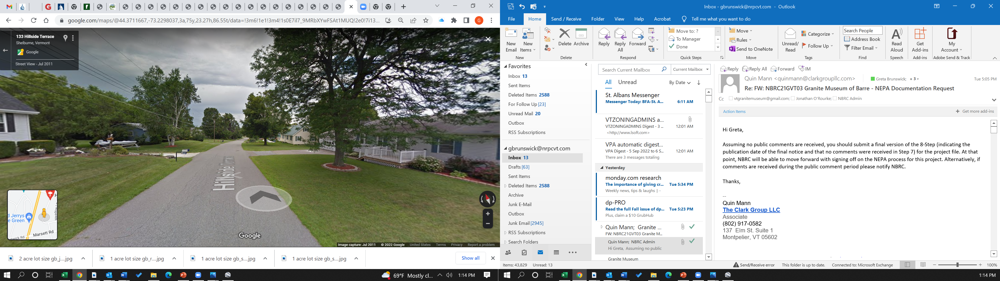 google.com/maps/@44.3711667,-73.2298037,3a,75y,23.27h,86.55t/data=!3m6!1e1!3m4!1s0E7il7_9MRbXYwFSAt1MUQ!2e0!7i13...
133 Hillside Terrace
Shelburne, Vermont
Google
Street View - Jul 2011
Hillside Terrace
d Jerrys
e Green
Marsett Rd
stwick Rd
Meadow
Google
Image capture: Jul 2011 © 2022 Google United States Terms Privacy Report a problem
2 acre lot size gb_j....jpg
1 acre lot size gb_r....jpg
1 acre lot size gb_s....jpg
1 acre lot size gb_s....jpg
Show all
69°F Mostly cl...
1:14 PM
Inbox - gbrunswick@nrpcvt.com - Outlook
File Home Send / Receive Folder View Help Acrobat Tell me what you want to do
New Email
New Items
New
Delete
Archive
Delete
Reply
Reply All
Forward
Respond
Move to: ?
To Manager
Done
Quick Steps
Move
Rules
Send to OneNote
Move
Unread/ Read
Categorize
Follow Up
Tags
Search People
Address Book
Filter Email
Find
Read Aloud
Speech
Get Add-ins
Add-ins
My Account
Adobe Send & Track
Favorites
Inbox 13
Sent Items
Deleted Items 2588
For Follow Up [23]
Unread Mail 20
Outbox
RSS Subscriptions
gbrunswick@nrpcvt.com
Inbox 13
Drafts [63]
Sent Items
Deleted Items 2588
Archive
Junk E-Mail
Outbox
Junk Email [2945]
RSS Subscriptions
Search Folders
Search Current Mailbox
Current Mailbox
All Unread
By Date
St. Albans Messenger
Messenger Today: BFA-St. A... 6:11 AM
VTZONINGADMINS a...
VTZONINGADMINS Digest - 3 ... 12:01 AM
<http://www.lsoft.com>
VPA automatic digest...
VPA Digest - 5 Sep 2022 to 6 S... 12:01 AM
There are 3 messages totaling
Yesterday
monday.com research
The importance of giving cr... Tue 5:34 PM
Weekly news, tips & laughs :) -
dp-PRO
Read the full Fall issue of dp... Tue 5:23 PM
Plus, claim a $10 GrubHub
Quin Mann; Granite ...
FW: NBRC21GVT03 Granite M...
Quin Mann; NBRC Admin
Hi Greta, Assuming no public
Granite Museum
Reply Reply All Forward IM
Quin Mann <quinmann@clarkgroupllc.com>
Greta Brunswick; + 3
Tue 5:05 PM
Re: FW: NBRC21GVT03 Granite Museum of Barre - NEPA Documentation Request
Cc vtgranitemuseum@gmail.com; Jonathan O'Rourke; NBRC Admin
Action Items
+ Get more add-ins
Hi Greta,
Assuming no public comments are received, you should submit a final version of the 8-Step (indicating the
publication date of the final notice and that no comments were received in Step 7) for the project file. At that
point, NBRC will be able to move forward with signing off on the NEPA process for this project. Alternatively, if
comments are received during the public comment period please notify NBRC.
Thanks,
--
Quin Mann
The Clark Group LLC
Associate
(802) 917-0582
137 Elm St. Suite 1
Montpelier, VT 05602
Items: 43,829 Unread: 13
Send/Receive error
This folder is up to date.
Connected to: Microsoft Exchange
100%
1:14 PM